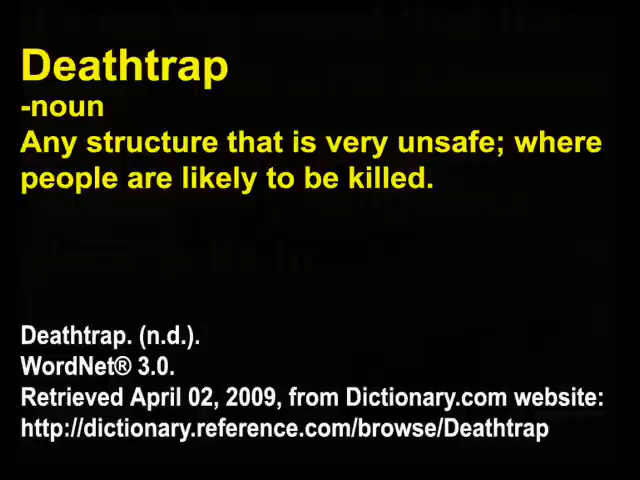 Deathtrap
-noun
Any structure that is very unsafe; where
people are likely to be killed.
Deathtrap. (n.d.).
WordNet® 3.0.
Retrieved April 02, 2009, from Dictionary.com website:
http://dictionary.reference.com/browse/Deathtrap